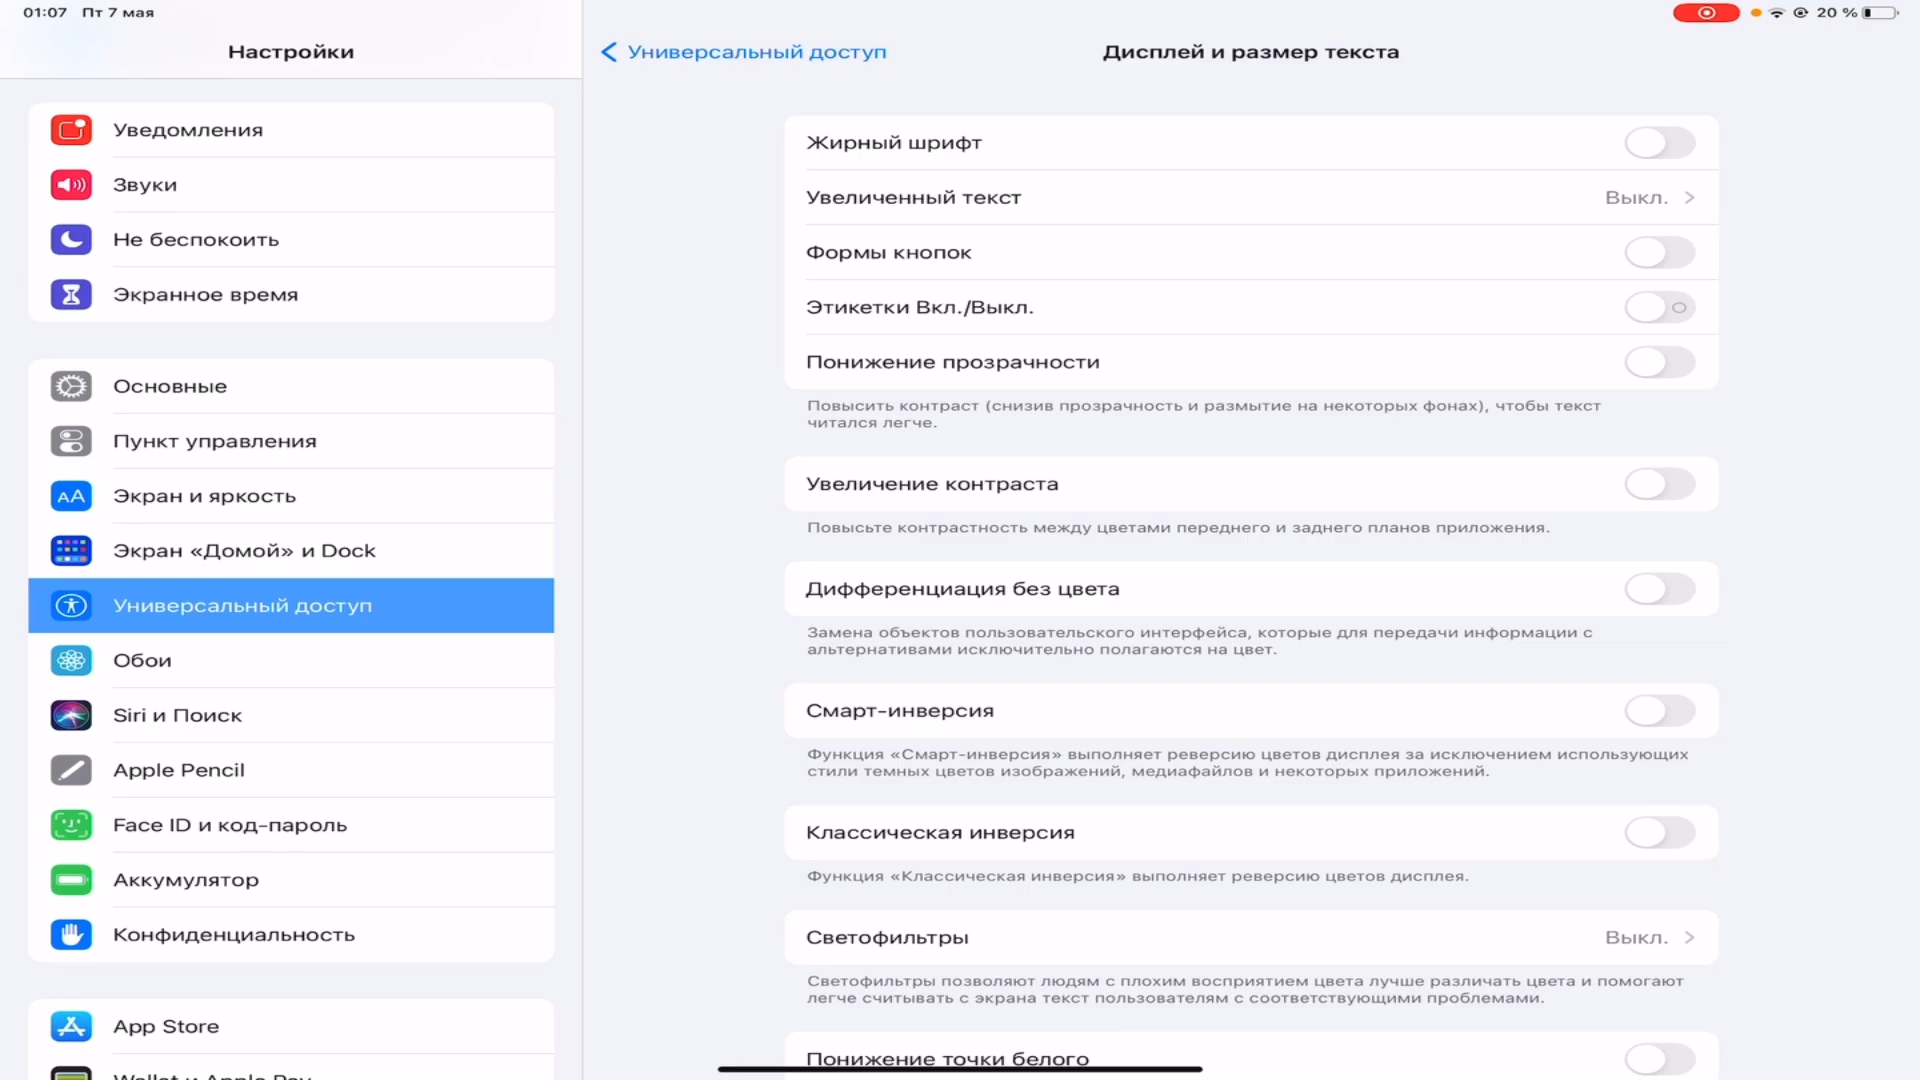 01:07 Пт 7 мая
20 %
Настройки
Универсальный доступ
Дисплей и размер текста
Уведомления
Звуки
Не беспокоить
Экранное время
Основные
Пункт управления
AA Экран и яркость
Экран «Домой» и Dock
Универсальный доступ
Обои
Siri и Поиск
Apple Pencil
Face ID и код-пароль
Аккумулятор
Конфиденциальность
App Store
Wallet и Apple Pay
Жирный шрифт
Увеличенный текст Выкл.
Формы кнопок
Этикетки Вкл./Выкл.
Понижение прозрачности
Повысить контраст (снизив прозрачность и размытие на некоторых фонах), чтобы текст
читался легче.
Увеличение контраста
Повысьте контрастность между цветами переднего и заднего планов приложения.
Дифференциация без цвета
Замена объектов пользовательского интерфейса, которые для передачи информации с
альтернативами исключительно полагаются на цвет.
Смарт-инверсия
Функция «Смарт-инверсия» выполняет реверсию цветов дисплея за исключением использующих
стили темных цветов изображений, медиафайлов и некоторых приложений.
Классическая инверсия
Функция «Классическая инверсия» выполняет реверсию цветов дисплея.
Светофильтры Выкл.
Светофильтры позволяют людям с плохим восприятием цвета лучше различать цвета и помогают
легче считывать с экрана текст пользователям с соответствующими проблемами.
Понижение точки белого